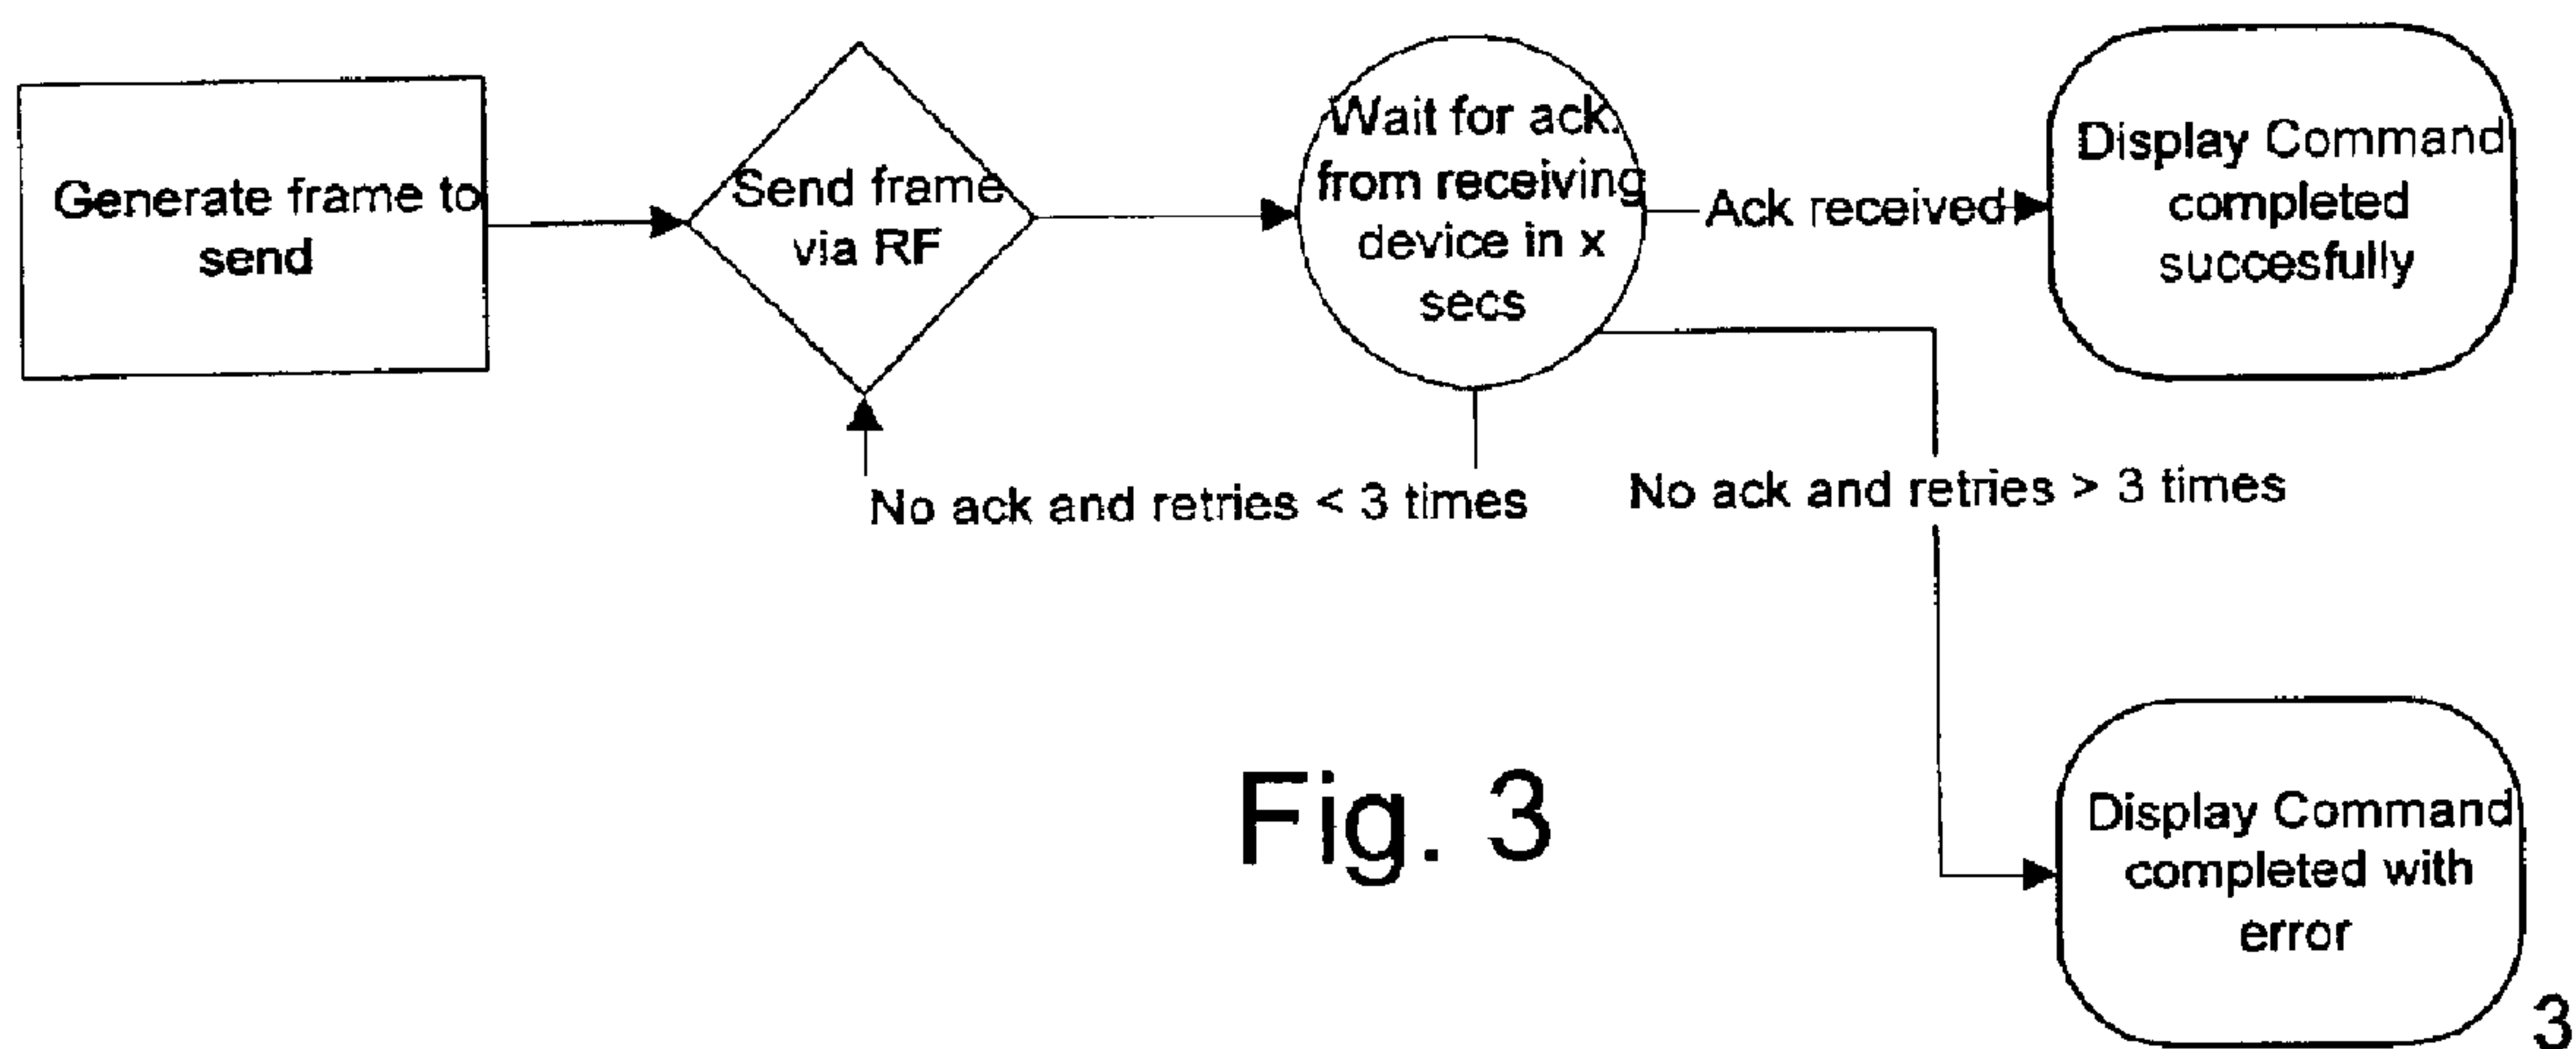 Generate frame to
send
Send frame
via RF
Wait for ack.
from receiving
device in x
secs
Ack received
Display Command
completed
succesfully
No ack and retries < 3 times
No ack and retries > 3 times
Display Command
completed with
error
Fig. 3
3